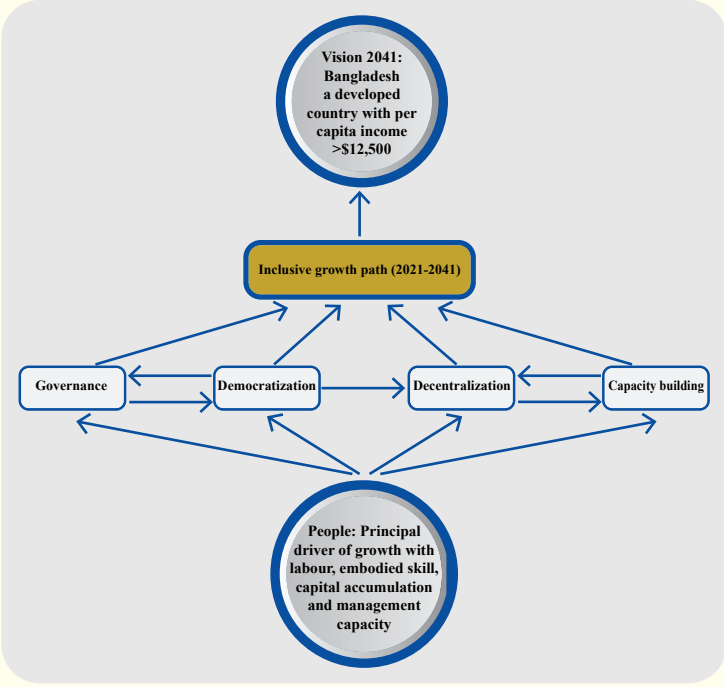 Vision 2041:
Bangladesh
a developed
country with per
capita income
>$12,500
Inclusive growth path (2021-2041)
Governance
Democratization
Decentralization
Capacity building
People: Principal
driver of growth with
labour, embodied skill,
capital accumulation
and management
capacity